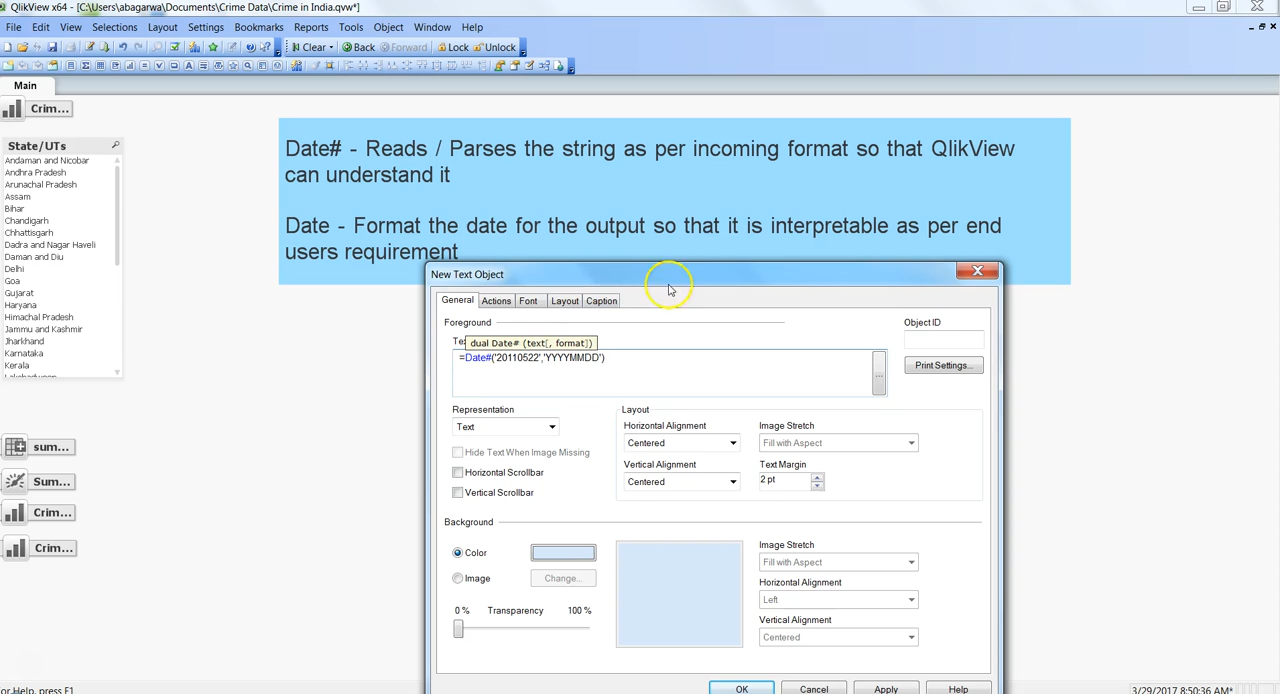 QlikView x64 - [C:\Users\abagarwa\Documents\Crime Data\Crime in India.qvw*]
File Edit View Selections Layout Settings Bookmarks Reports Tools Object Window Help
Clear Back Forward Lock Unlock
Main
Crim...
State/UTs
Andaman and Nicobar
Andhra Pradesh
Arunachal Pradesh
Assam
Bihar
Chandigarh
Chhattisgarh
Dadra and Nagar Haveli
Daman and Diu
Delhi
Goa
Gujarat
Haryana
Himachal Pradesh
Jammu and Kashmir
Jharkhand
Karnataka
Kerala
sum...
Sum...
Crim...
Crim...
Date# - Reads / Parses the string as per incoming format so that QlikView
can understand it
Date - Format the date for the output so that it is interpretable as per end
users requirement
New Text Object
General Actions Font Layout Caption
Foreground
Object ID
dual Date# (text[, format])
=Date#('20110522','YYYYMMDD')
...
Print Settings...
Representation
Text
Hide Text When Image Missing
Horizontal Scrollbar
Vertical Scrollbar
Layout
Horizontal Alignment
Centered
Image Stretch
Fill with Aspect
Vertical Alignment
Centered
Text Margin
2 pt
Background
Color
Image
Change...
0 % Transparency 100 %
Image Stretch
Fill with Aspect
Horizontal Alignment
Left
Vertical Alignment
Centered
OK Cancel Apply Help
or Help, press F1
3/29/2017 8:50:36 AM*